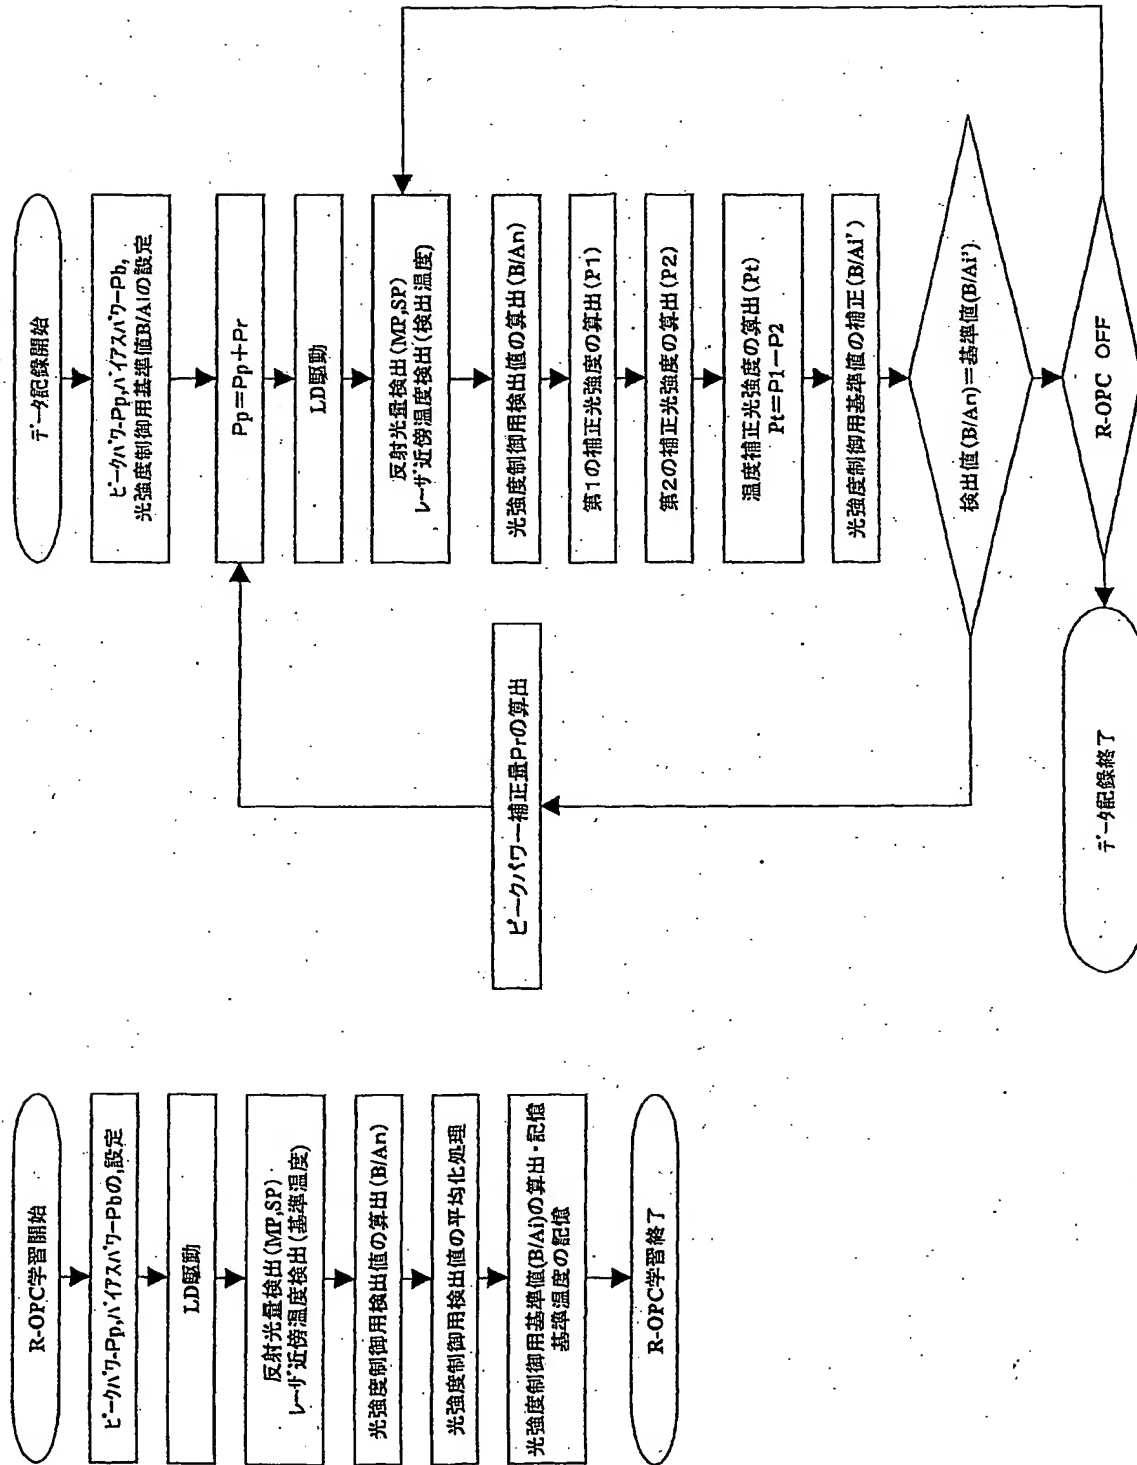 R-OPC学習開始
ピークパワーPp,バイアスパワーPbの,設定
LD駆動
反射光量検出(MP,SP)
レーザ近傍温度検出(基準温度)
光強度制御用検出値の算出(B/An)
光強度制御用検出値の平均化処理
光強度制御用基準値(B/Ai)の算出・記憶
基準温度の記憶
R-OPC学習終了
データ記録開始
ピークパワーPp,バイアスパワーPb,
光強度制御用基準値(B/Ai)の設定
Pp=Pp+Pr
LD駆動
反射光量検出(MP,SP)
レーザ近傍温度検出(検出温度)
光強度制御用検出値の算出(B/An)
第1の補正光強度の算出(P1)
第2の補正光強度の算出(P2)
温度補正光強度の算出(Pt)
Pt=P1-P2
光強度制御用基準値の補正(B/Ai')
検出値(B/An)=基準値(B/Ai')
ピークパワー補正量Prの算出
R-OPC OFF
データ記録終了